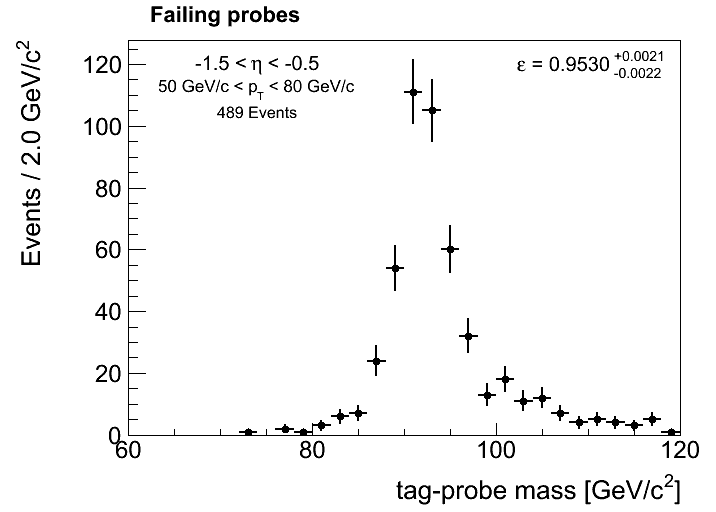 Failing probes
-1.5 < η < -0.5
50 GeV/c < p_T < 80 GeV/c
489 Events
ε = 0.9530 +0.0021 -0.0022
Events / 2.0 GeV/c²
120
100
80
60
40
20
0
60 80 100 120
tag-probe mass [GeV/c²]